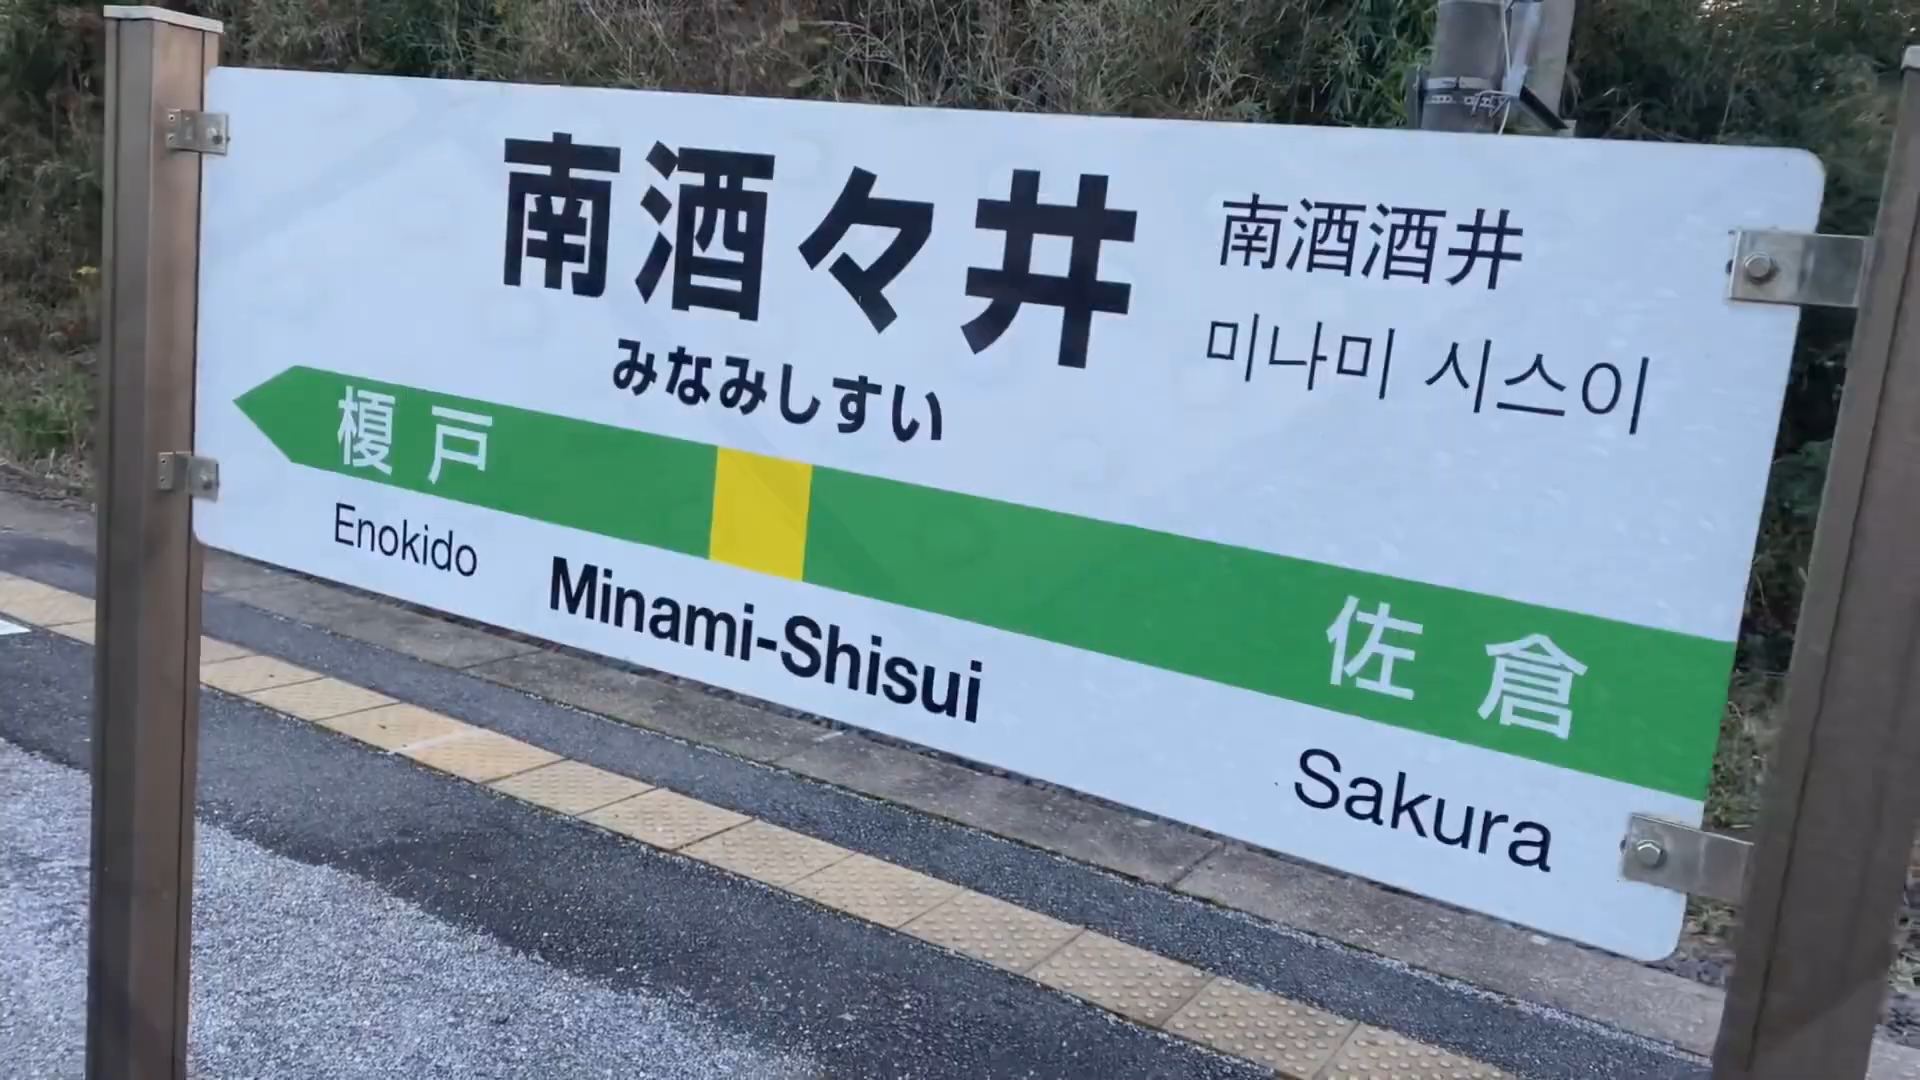 南酒々井
南酒酒井
みなみしすい
미나미 시스이
榎戸
佐倉
Enokido
Minami-Shisui
Sakura